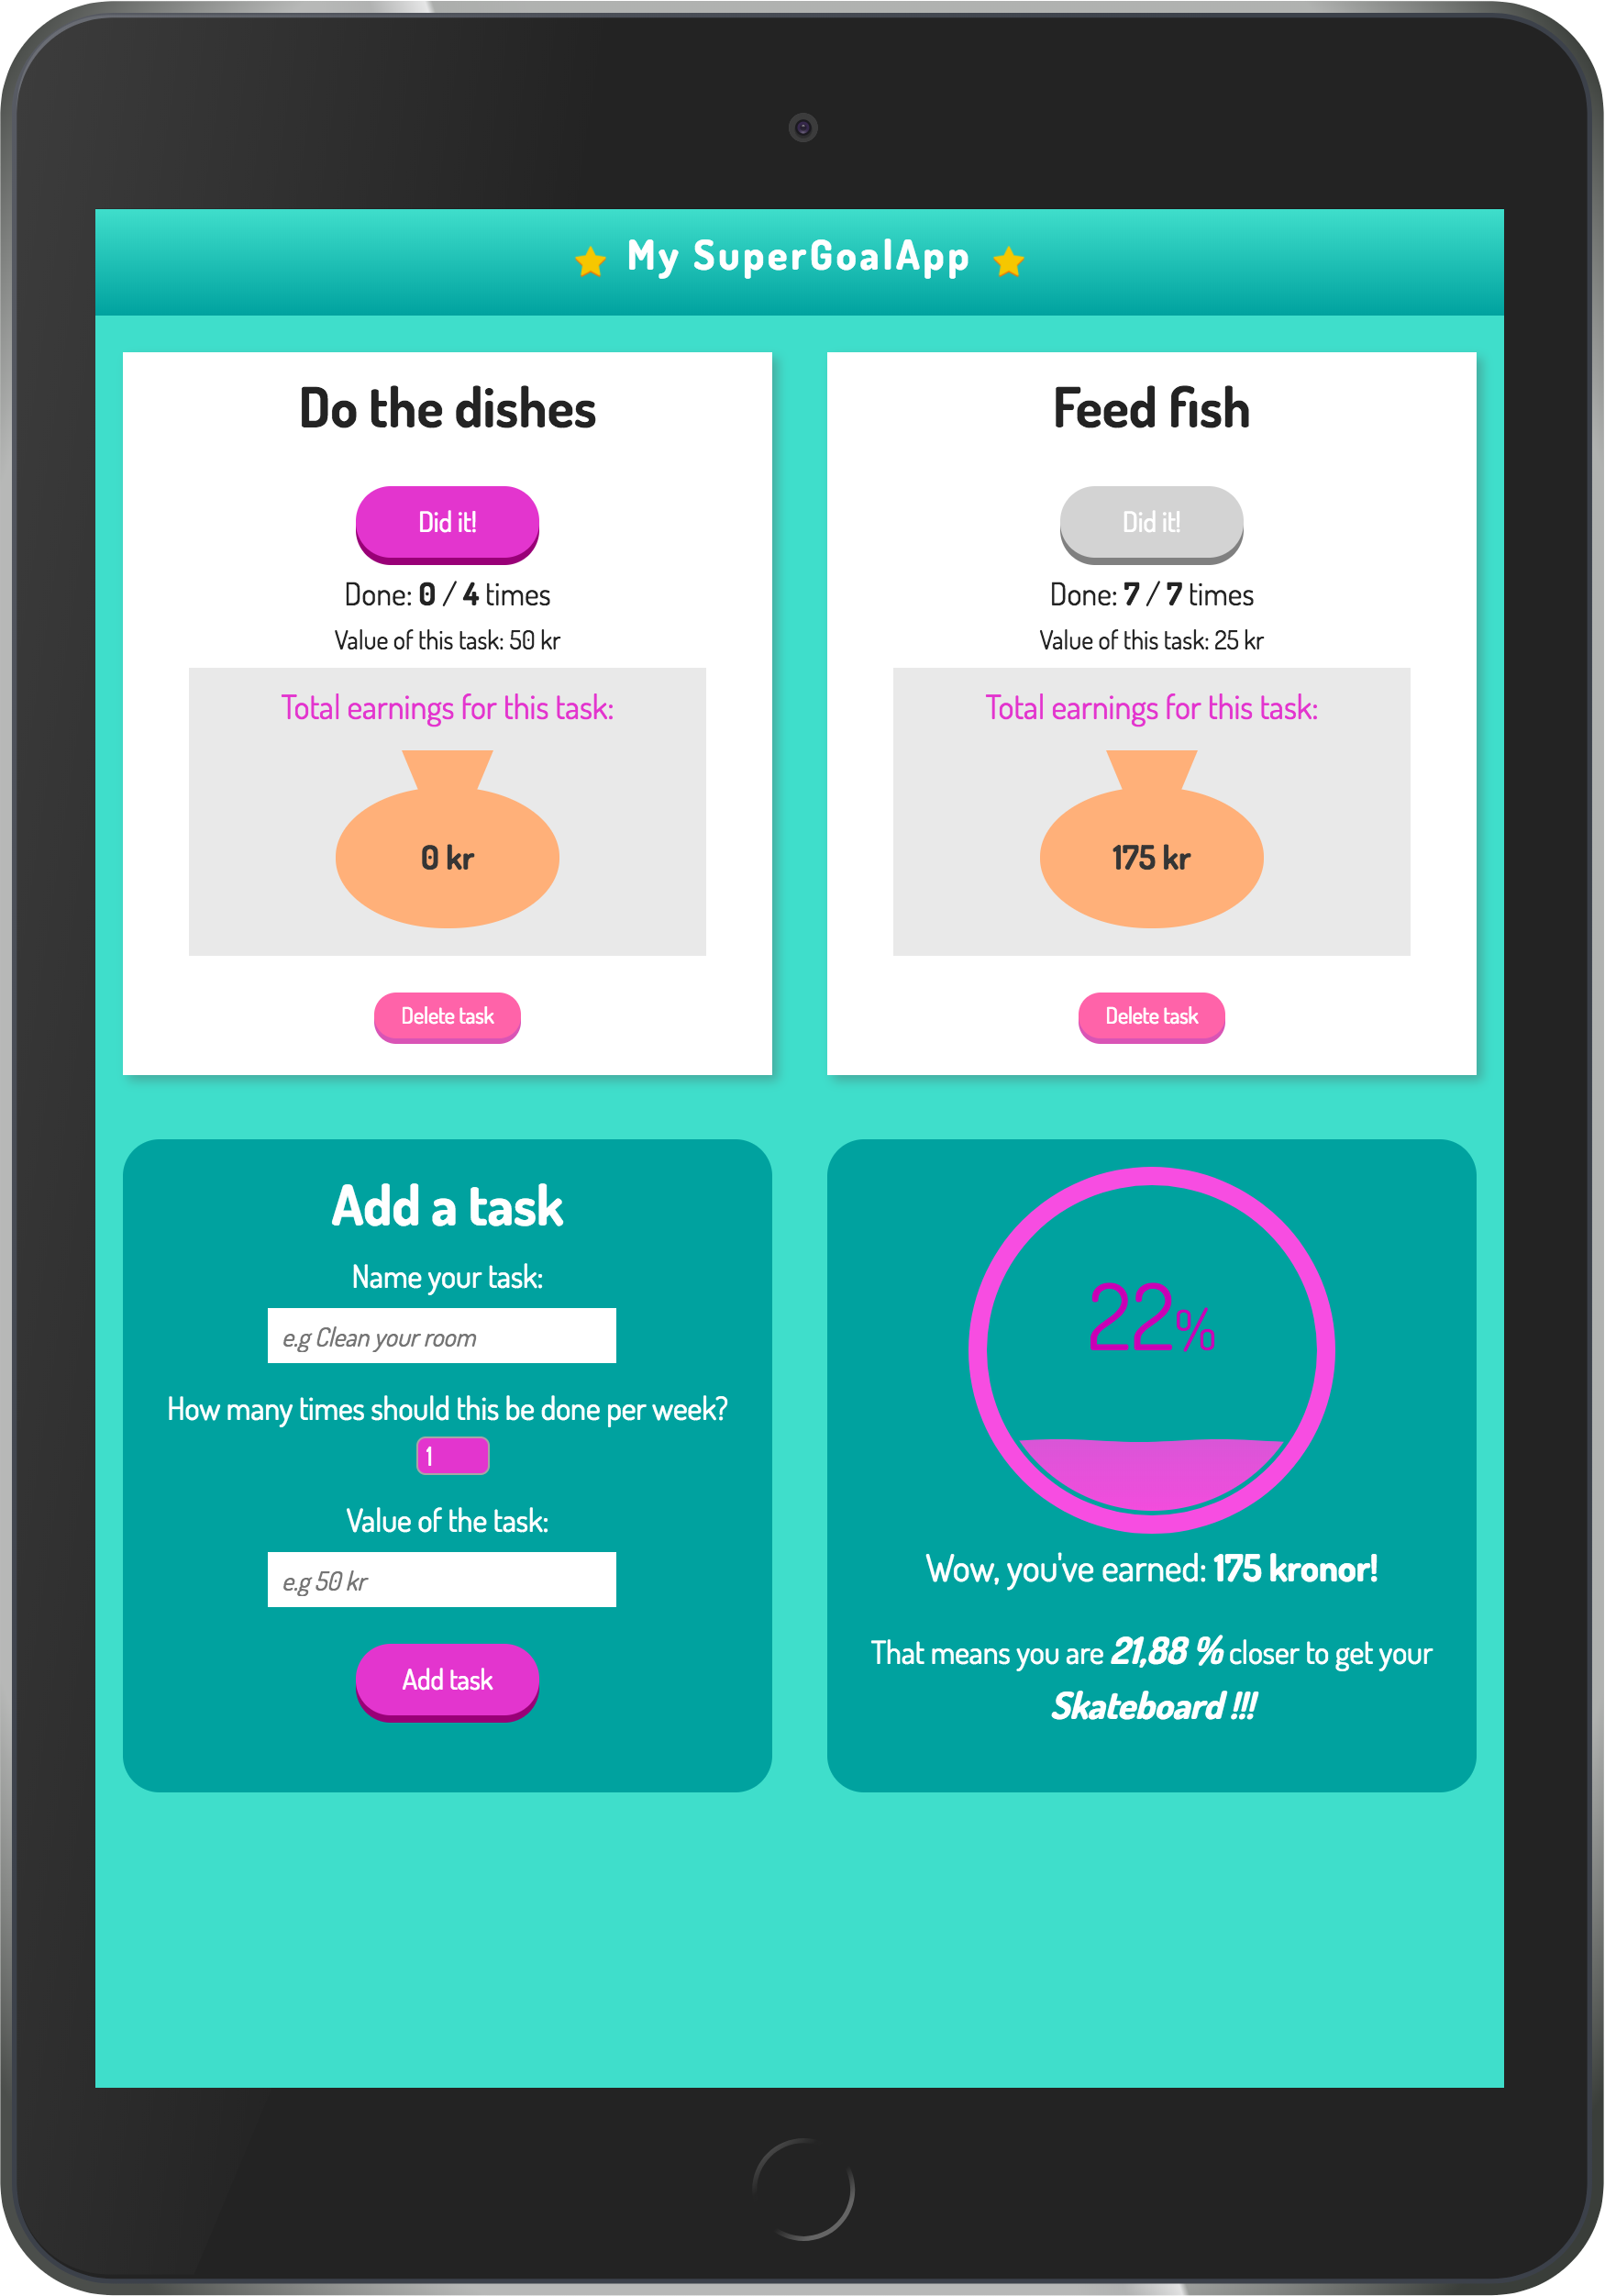 My SuperGoalApp
Do the dishes
Did it!
Done: 0 / 4 times
Value of this task: 50 kr
Total earnings for this task:
0 kr
Delete task
Feed fish
Did it!
Done: 7 / 7 times
Value of this task: 25 kr
Total earnings for this task:
175 kr
Delete task
Add a task
Name your task:
e.g Clean your room
How many times should this be done per week?
1
Value of the task:
e.g 50 kr
Add task
22%
Wow, you've earned: 175 kronor!
That means you are 21,88 % closer to get your
Skateboard !!!